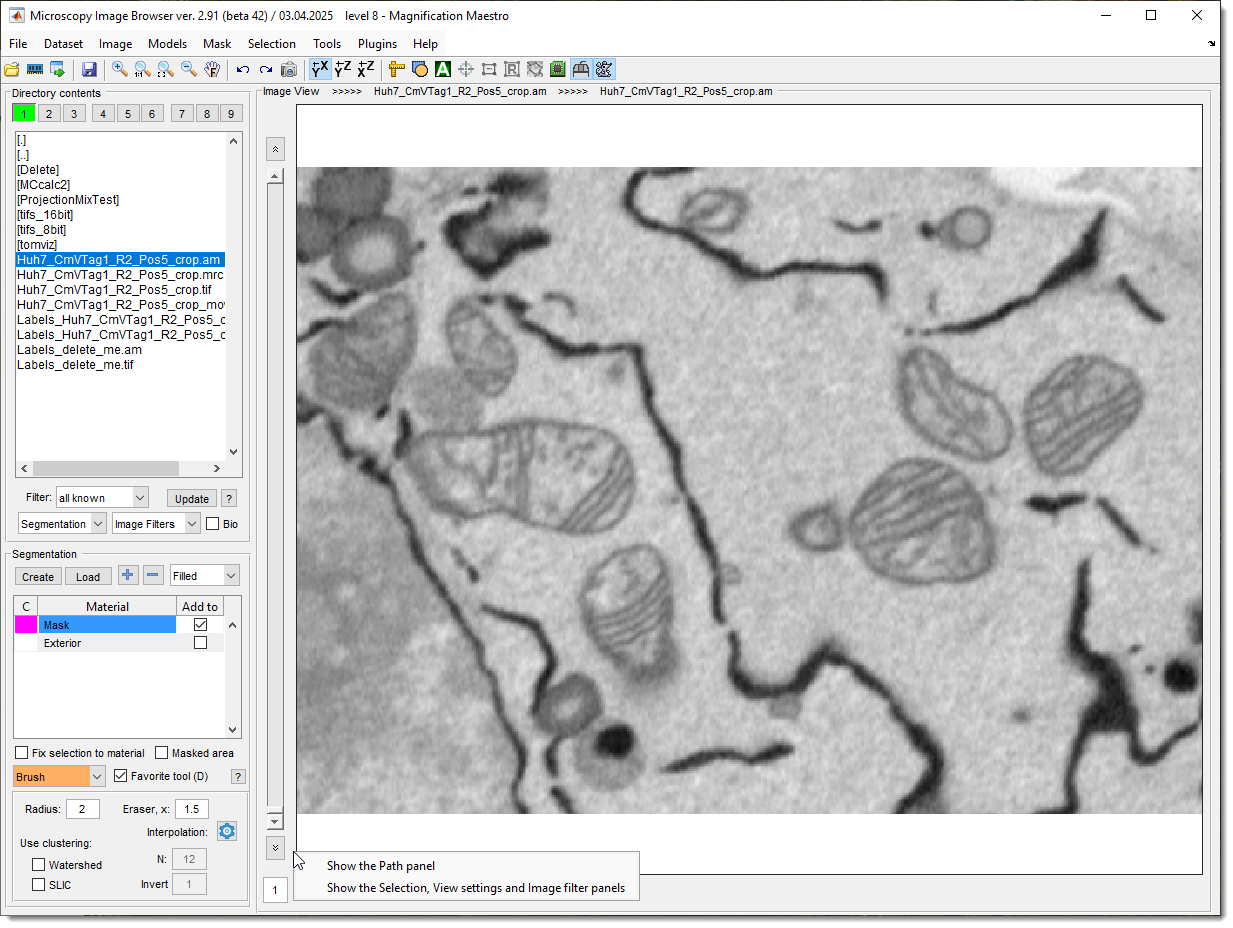 Microscopy Image Browser ver. 2.91 (beta 42) / 03.04.2025    level 8 - Magnification Maestro
File Dataset Image Models Mask Selection Tools Plugins Help
Directory contents
1 2 3 4 5 6 7 8 9
[.]
[..]
[Delete]
[MCcalc2]
[ProjectionMixTest]
[tifs_16bit]
[tifs_8bit]
[tomviz]
Huh7_CmVTag1_R2_Pos5_crop.am
Huh7_CmVTag1_R2_Pos5_crop.mrc
Huh7_CmVTag1_R2_Pos5_crop.tif
Huh7_CmVTag1_R2_Pos5_crop_mov
Labels_Huh7_CmVTag1_R2_Pos5_c
Labels_Huh7_CmVTag1_R2_Pos5_c
Labels_delete_me.am
Labels_delete_me.tif
Filter: all known Update ?
Segmentation Image Filters Bio
Segmentation
Create Load Filled
C Material Add to
Mask
Exterior
Fix selection to material Masked area
Brush Favorite tool (D) ?
Radius: 2 Eraser, x: 1.5
Interpolation:
Use clustering:
Watershed N: 12
SLIC Invert 1
Image View >>>>> Huh7_CmVTag1_R2_Pos5_crop.am >>>>> Huh7_CmVTag1_R2_Pos5_crop.am
Show the Path panel
Show the Selection, View settings and Image filter panels
1